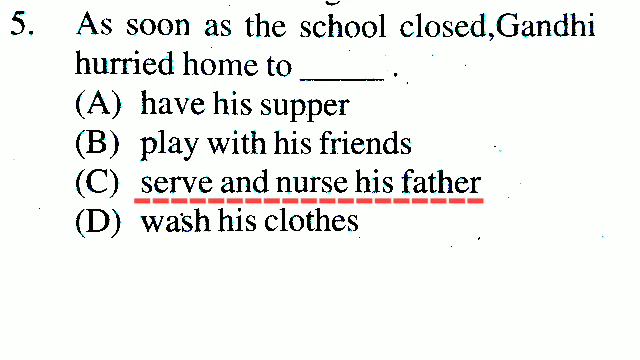 5. As soon as the school closed,Gandhi
hurried home to _____ .
(A) have his supper
(B) play with his friends
(C) serve and nurse his father
(D) wash his clothes